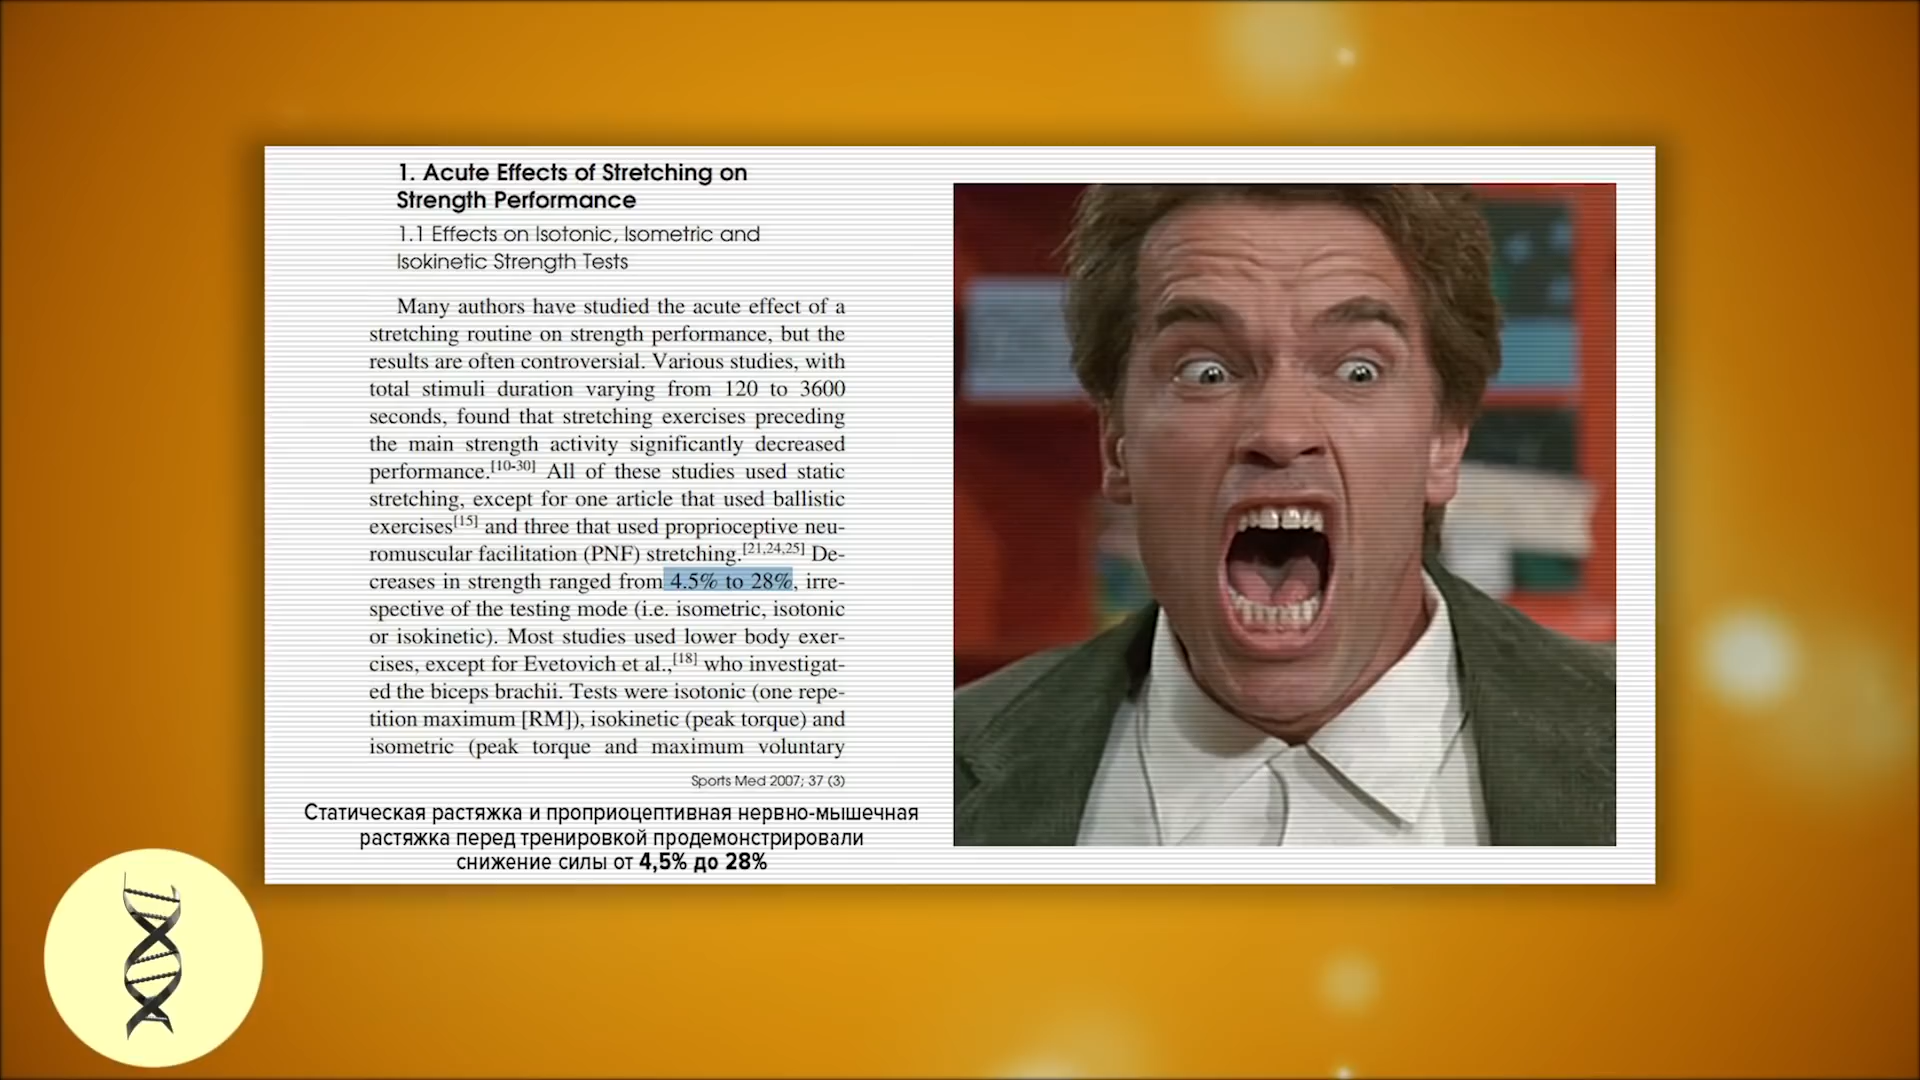 1. Acute Effects of Stretching on
Strength Performance
1.1 Effects on Isotonic, Isometric and
Isokinetic Strength Tests
Many authors have studied the acute effect of a
stretching routine on strength performance, but the
results are often controversial. Various studies, with
total stimuli duration varying from 120 to 3600
seconds, found that stretching exercises preceding
the main strength activity significantly decreased
performance.[10-30] All of these studies used static
stretching, except for one article that used ballistic
exercises[15] and three that used proprioceptive neu-
romuscular facilitation (PNF) stretching.[21,24,25] De-
creases in strength ranged from 4.5% to 28%, irre-
spective of the testing mode (i.e. isometric, isotonic
or isokinetic). Most studies used lower body exer-
cises, except for Evetovich et al.,[18] who investigat-
ed the biceps brachii. Tests were isotonic (one repe-
tition maximum [RM]), isokinetic (peak torque) and
isometric (peak torque and maximum voluntary
Sports Med 2007; 37 (3)
Статическая растяжка и проприоцептивная нервно-мышечная
растяжка перед тренировкой продемонстрировали
снижение силы от 4,5% до 28%